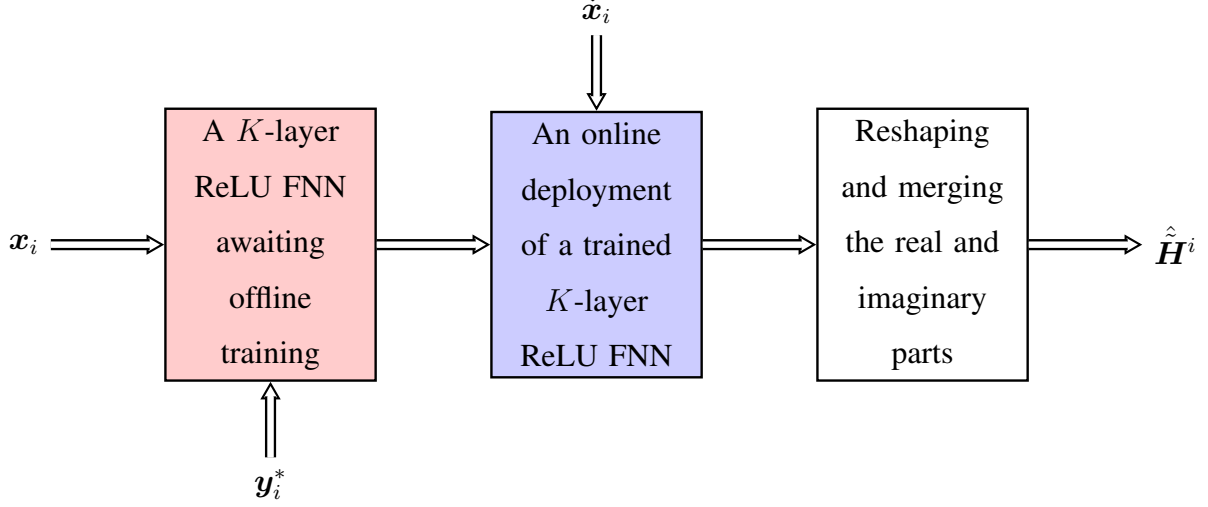 ẋ_i
A K-layer
ReLU FNN
awaiting
offline
training
An online
deployment
of a trained
K-layer
ReLU FNN
Reshaping
and merging
the real and
imaginary
parts
x_i
H̃̂^i
y_i^*